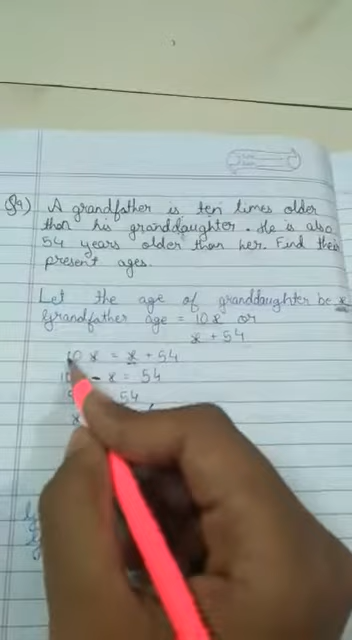 Q9) A grandfather is ten times older
than his granddaughter. He is also
54 years older than her. Find their
present ages.
Let the age of granddaughter be x
Grandfather age = 10x or
x + 54
10x = x + 54
- x = 54
54